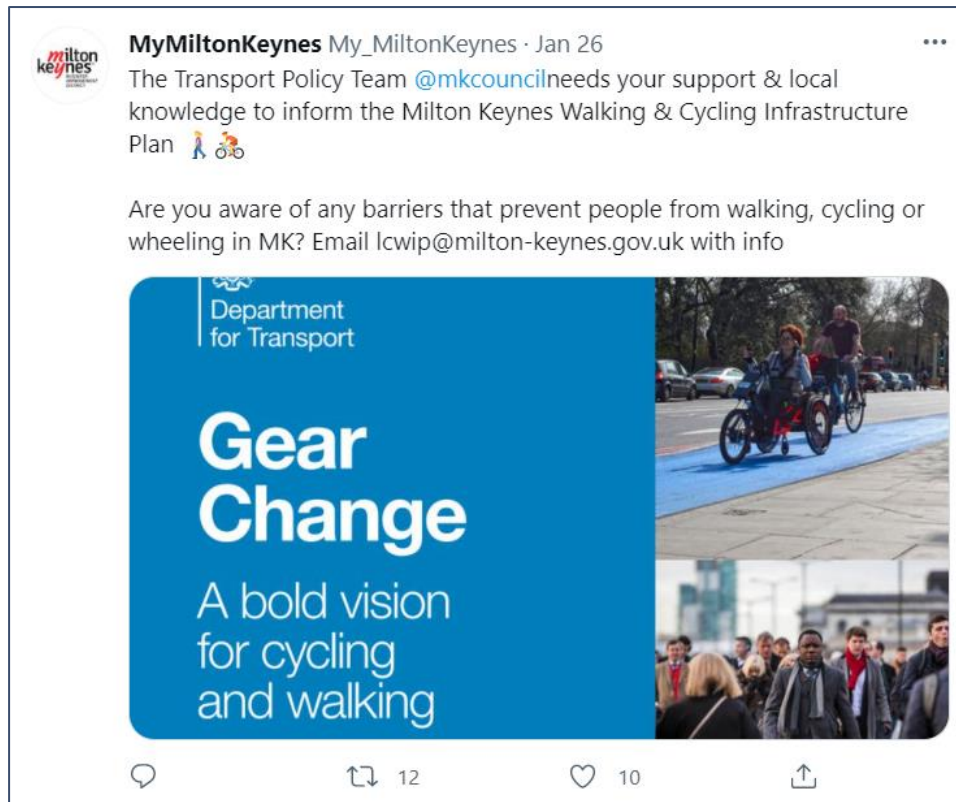 milton
keynes
MyMiltonKeynes My_MiltonKeynes · Jan 26
The Transport Policy Team @mkcouncilneeds your support & local
knowledge to inform the Milton Keynes Walking & Cycling Infrastructure
Plan 🚶🚴
Are you aware of any barriers that prevent people from walking, cycling or
wheeling in MK? Email lcwip@milton-keynes.gov.uk with info
Department
for Transport
Gear
Change
A bold vision
for cycling
and walking
12
10